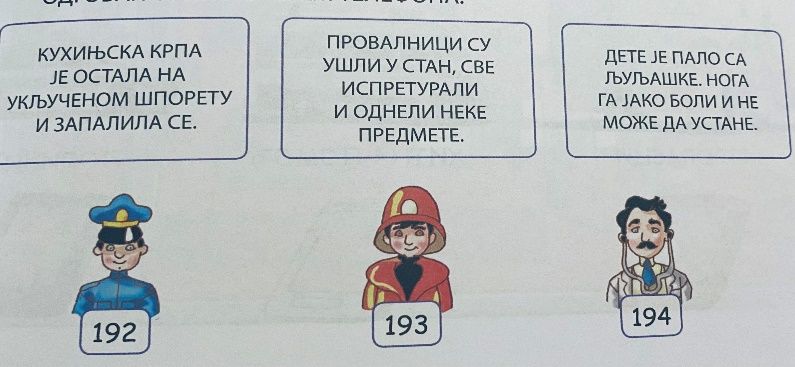 КУХИЊСКА КРПА
ЈЕ ОСТАЛА НА
УКЉУЧЕНОМ ШПОРЕТУ
И ЗАПАЛИЛА СЕ.
ПРОВАЛНИЦИ СУ
УШЛИ У СТАН, СВЕ
ИСПРЕТУРАЛИ
И ОДНЕЛИ НЕКЕ
ПРЕДМЕТЕ.
ДЕТЕ ЈЕ ПАЛО СА
ЉУЉАШКЕ. НОГА
ГА ЈАКО БОЛИ И НЕ
МОЖЕ ДА УСТАНЕ.
192
193
194